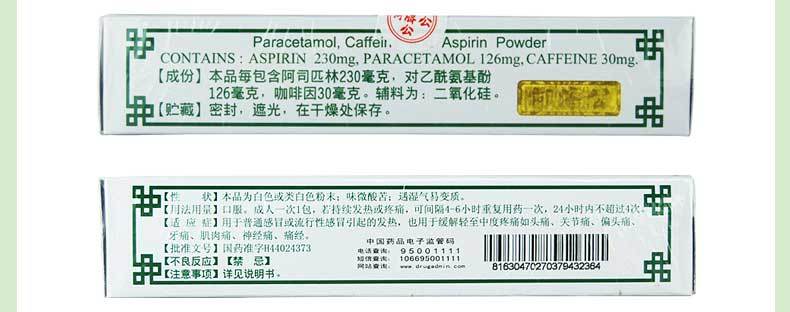 公
Paracetamol, Caffein Aspirin Powder
CONTAINS : ASPIRIN 230mg, PARACETAMOL 126mg, CAFFEINE 30mg.
【成份】本品每包含阿司匹林230毫克,对乙酰氨基酚
126毫克,咖啡因30毫克。辅料为:二氧化硅。
【贮藏】密封,遮光,在干燥处保存。
【性 状】本品为白色或类白色粉末;味微酸苦;遇湿气易变质。
【用法用量】口服。成人一次1包,若持续发热或疼痛,可间隔4-6小时重复用药一次,24小时内不超过4次。
【适 应 症】用于普通感冒或流行性感冒引起的发热,也用于缓解轻至中度疼痛如头痛、关节痛、偏头痛、
牙痛、肌肉痛、神经痛、痛经。
【批准文号】国药准字H44024373
【不良反应】【禁 忌】
【注意事项】详见说明书。
中国药品电子监管码
电话查询: 95001111
短信查询: 106695001111
网站查询: www.drugadmin.com
81630470270379432364